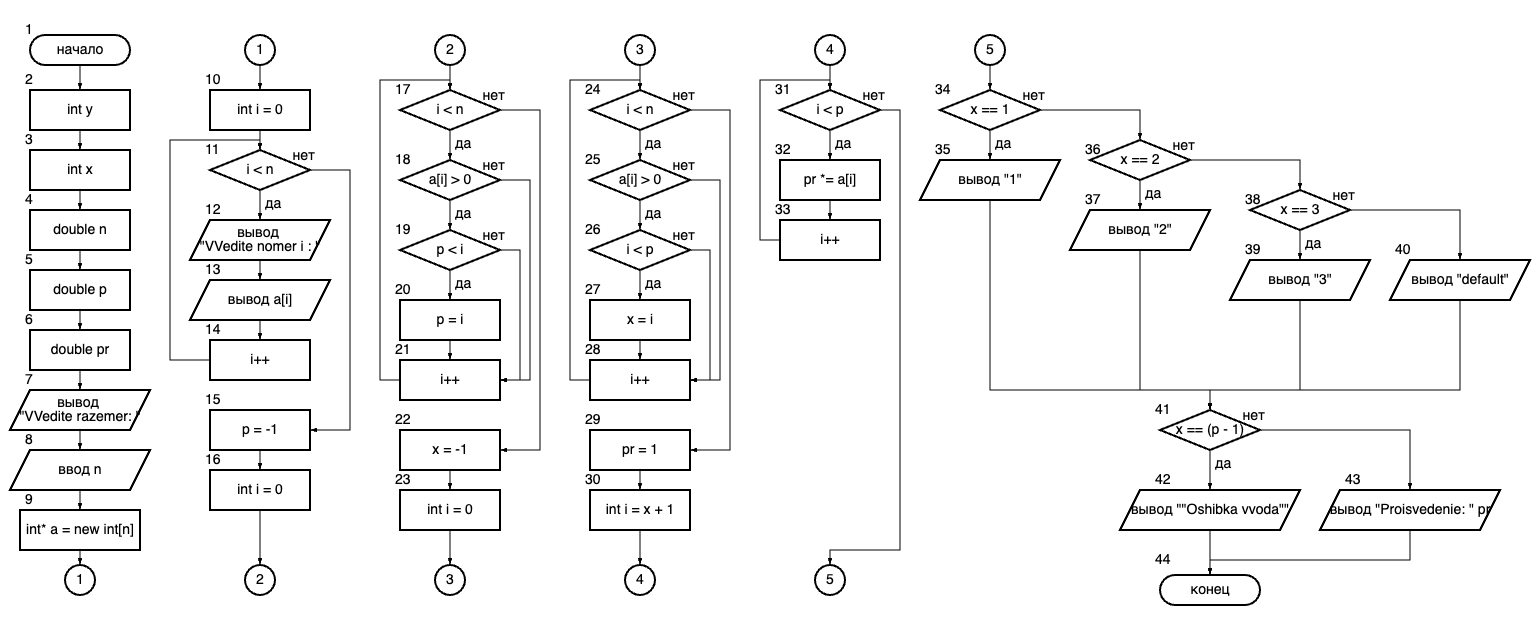 1
начало
2
int y
3
int x
4
double n
5
double p
6
double pr
7
вывод
"VVedite razemer: "
8
ввод n
9
int* a = new int[n]
1
1
10
int i = 0
11
i < n
нет
да
12
вывод
"VVedite nomer i : "
13
вывод a[i]
14
i++
15
p = -1
16
int i = 0
2
2
17
i < n
нет
да
18
a[i] > 0
нет
да
19
p < i
нет
да
20
p = i
21
i++
22
x = -1
23
int i = 0
3
3
24
i < n
нет
да
25
a[i] > 0
нет
да
26
i < p
нет
да
27
x = i
28
i++
29
pr = 1
30
int i = x + 1
4
4
31
i < p
нет
да
32
pr *= a[i]
33
i++
5
5
34
x == 1
нет
да
35
вывод "1"
36
x == 2
нет
да
37
вывод "2"
38
x == 3
нет
да
39
вывод "3"
40
вывод "default"
41
x == (p - 1)
нет
да
42
вывод ""Oshibka vvoda""
43
вывод "Proisvedenie: " pr
44
конец